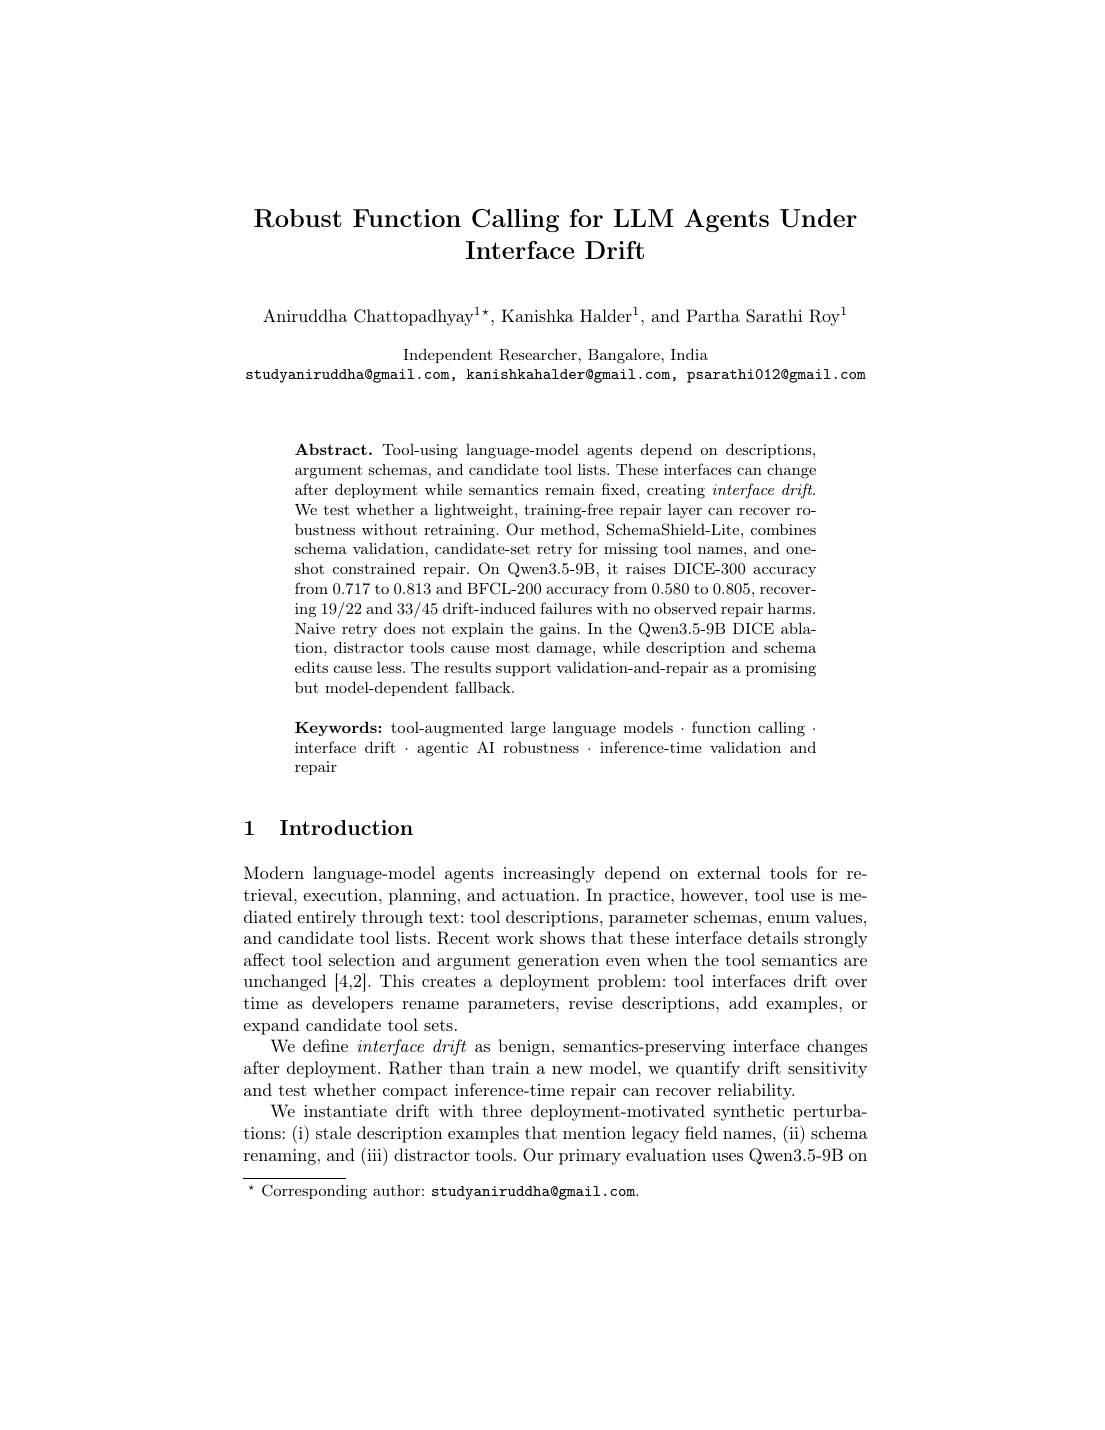 Robust Function Calling for LLM Agents Under
Interface Drift
Aniruddha Chattopadhyay1⋆, Kanishka Halder1, and Partha Sarathi Roy1
Independent Researcher, Bangalore, India
studyaniruddha@gmail.com, kanishkahalder@gmail.com, psarathi012@gmail.com
Abstract. Tool-using language-model agents depend on descriptions,
argument schemas, and candidate tool lists. These interfaces can change
after deployment while semantics remain fixed, creating interface drift.
We test whether a lightweight, training-free repair layer can recover ro-
bustness without retraining. Our method, SchemaShield-Lite, combines
schema validation, candidate-set retry for missing tool names, and one-
shot constrained repair. On Qwen3.5-9B, it raises DICE-300 accuracy
from 0.717 to 0.813 and BFCL-200 accuracy from 0.580 to 0.805, recover-
ing 19/22 and 33/45 drift-induced failures with no observed repair harms.
Naive retry does not explain the gains. In the Qwen3.5-9B DICE abla-
tion, distractor tools cause most damage, while description and schema
edits cause less. The results support validation-and-repair as a promising
but model-dependent fallback.
Keywords: tool-augmented large language models · function calling ·
interface drift · agentic AI robustness · inference-time validation and
repair
1 Introduction
Modern language-model agents increasingly depend on external tools for re-
trieval, execution, planning, and actuation. In practice, however, tool use is me-
diated entirely through text: tool descriptions, parameter schemas, enum values,
and candidate tool lists. Recent work shows that these interface details strongly
affect tool selection and argument generation even when the tool semantics are
unchanged [4,2]. This creates a deployment problem: tool interfaces drift over
time as developers rename parameters, revise descriptions, add examples, or
expand candidate tool sets.
We define interface drift as benign, semantics-preserving interface changes
after deployment. Rather than train a new model, we quantify drift sensitivity
and test whether compact inference-time repair can recover reliability.
We instantiate drift with three deployment-motivated synthetic perturba-
tions: (i) stale description examples that mention legacy field names, (ii) schema
renaming, and (iii) distractor tools. Our primary evaluation uses Qwen3.5-9B on
⋆ Corresponding author: studyaniruddha@gmail.com.